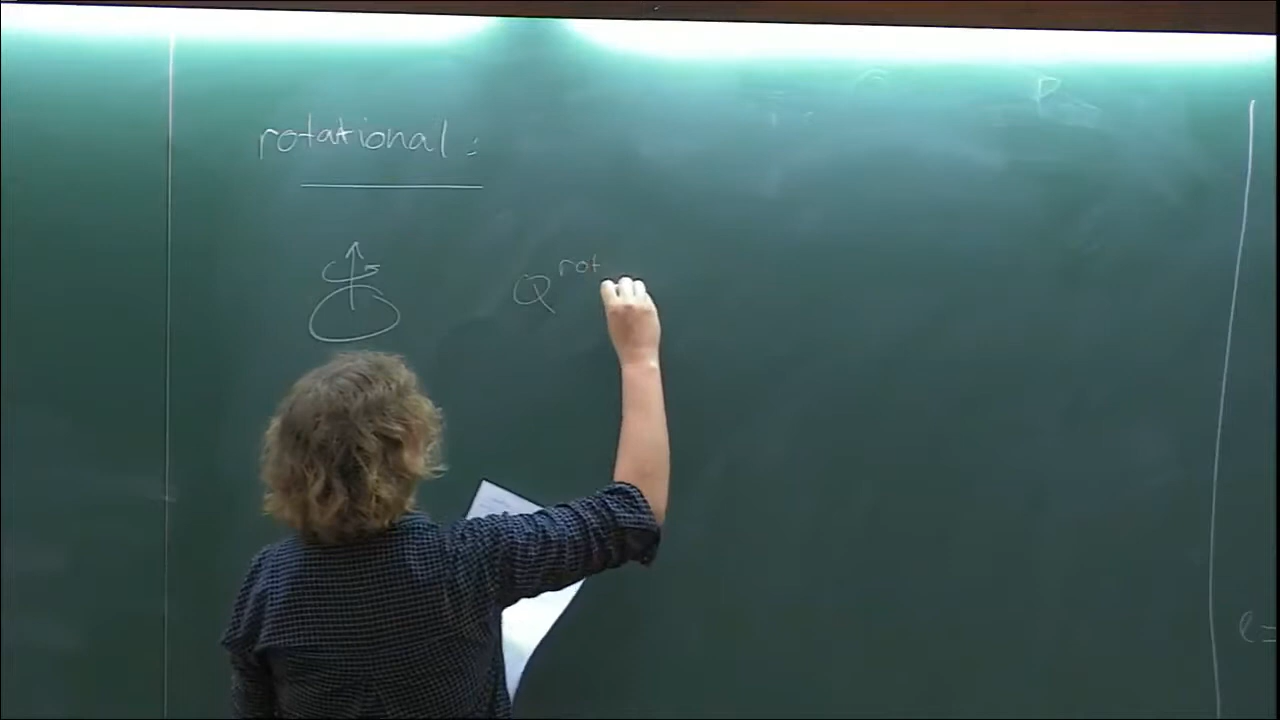 rotational :
Q^rot
l =